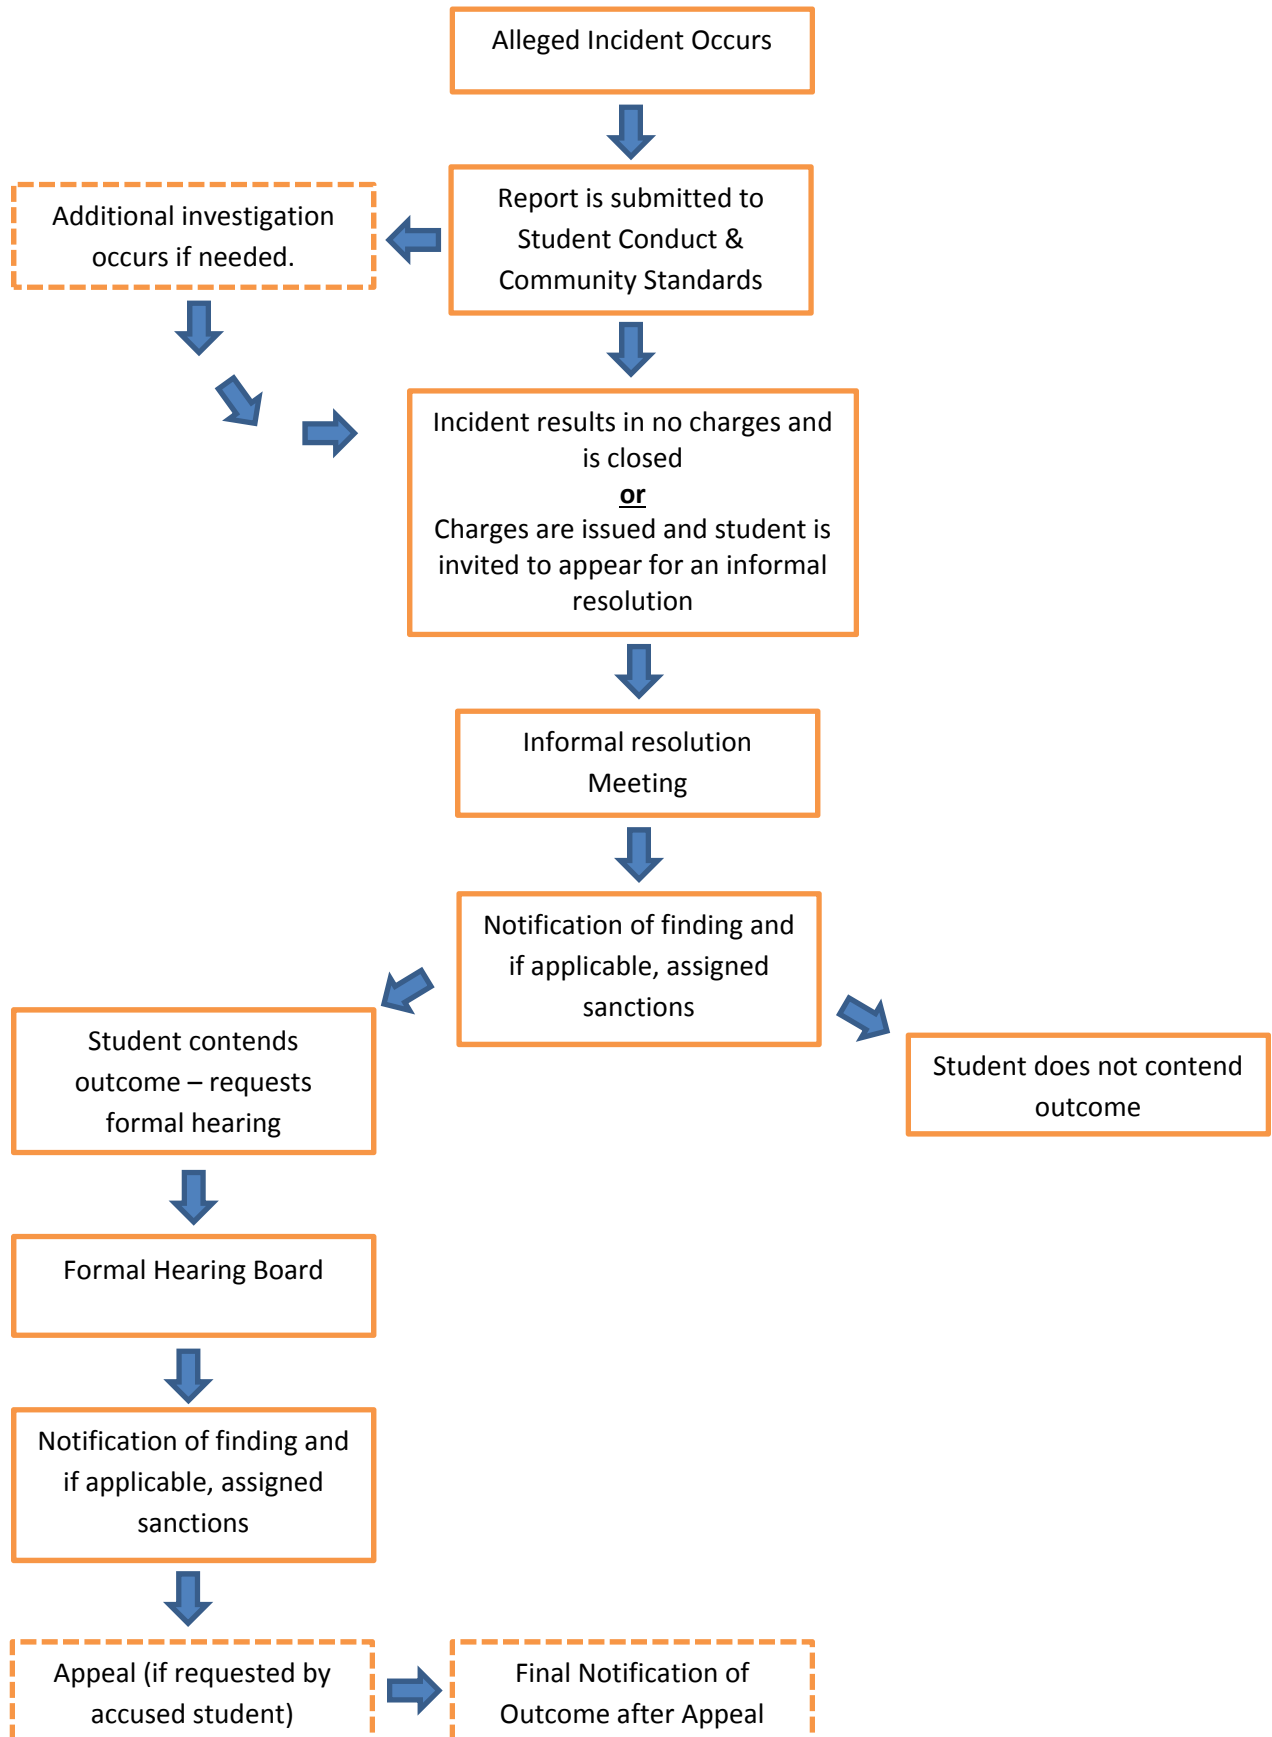 Alleged Incident Occurs
Report is submitted to
Student Conduct &
Community Standards
Additional investigation
occurs if needed.
Incident results in no charges and
is closed
or
Charges are issued and student is
invited to appear for an informal
resolution
Informal resolution
Meeting
Notification of finding and
if applicable, assigned
sanctions
Student contends
outcome – requests
formal hearing
Student does not contend
outcome
Formal Hearing Board
Notification of finding and
if applicable, assigned
sanctions
Appeal (if requested by
accused student)
Final Notification of
Outcome after Appeal